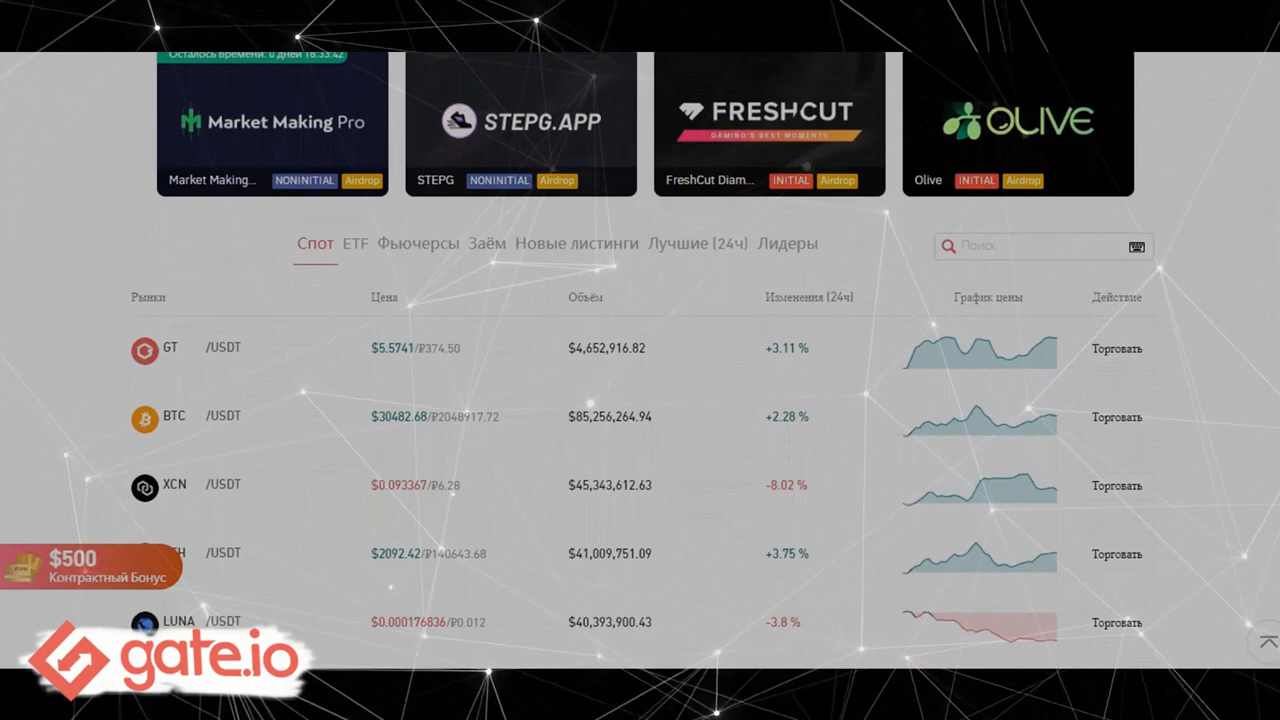 Осталось времени: 0 дней 16:33:42
Market Making Pro
STEPG.APP
FRESHCUT
GAMING'S BEST MOMENTS
OLIVE
Market Making... NONINITIAL Airdrop
STEPG NONINITIAL Airdrop
FreshCut Diam... INITIAL Airdrop
Olive INITIAL Airdrop
Спот ETF Фьючерсы Заём Новые листинги Лучшие (24ч) Лидеры
Поиск
Рынки Цена Объём Изменения (24ч) График цены Действие
GT /USDT $5.5741/₽374.50 $4,652,916.82 +3.11 % Торговать
BTC /USDT $30482.68/₽2048917.72 $85,256,264.94 +2.28 % Торговать
XCN /USDT $0.093367/₽6.28 $45,343,612.63 -8.02 % Торговать
/USDT $2092.42/₽140643.68 $41,009,751.09 +3.75 % Торговать
$500
Контрактный Бонус
LUNA /USDT $0.000176836/₽0.012 $40,393,900.43 -3.8 % Торговать
gate.io